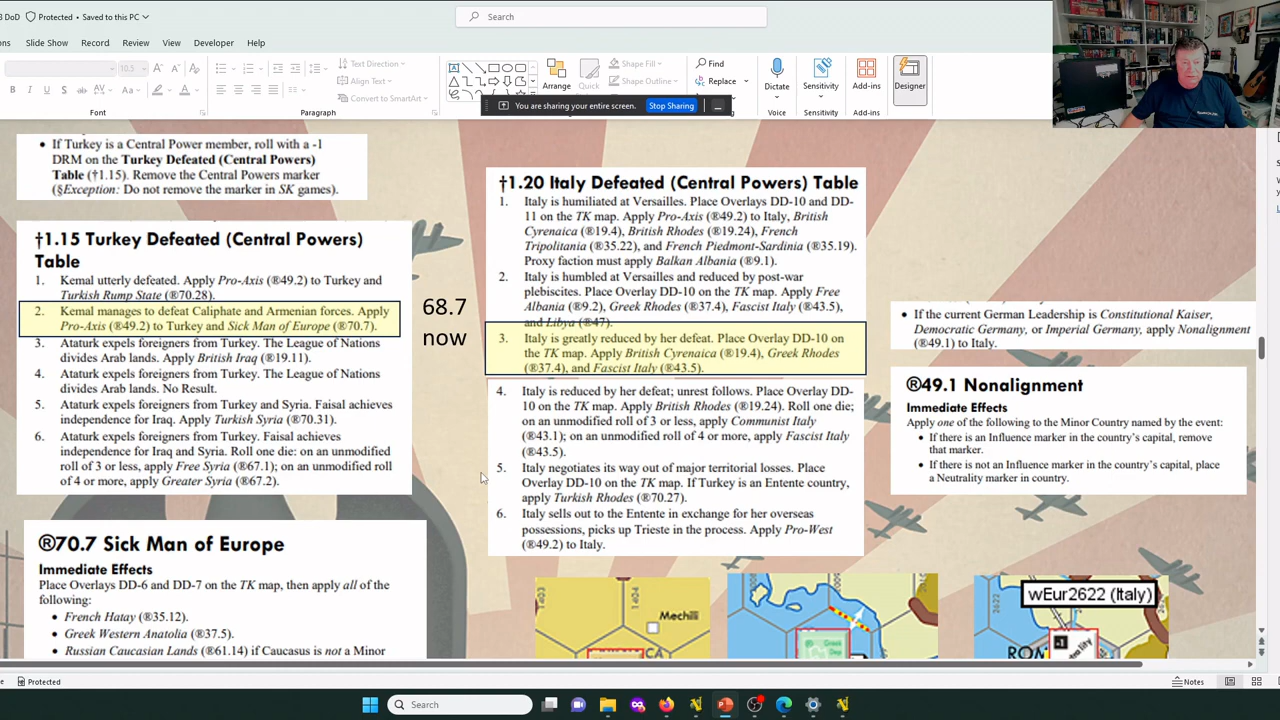 3 DoD
Protected • Saved to this PC
Search
Slide Show
Record
Review
View
Developer
Help
10.5
Text Direction
Align Text
Convert to SmartArt
Arrange
Quick
Shape Fill
Shape Outline
Find
Replace
Dictate
Sensitivity
Add-ins
Designer
You are sharing your entire screen.
Stop Sharing
Font
Paragraph
Voice
Sensitivity
Add-ins
• If Turkey is a Central Power member, roll with a -1
DRM on the Turkey Defeated (Central Powers)
Table (†1.15). Remove the Central Powers marker
(§Exception: Do not remove the marker in SK games).
†1.15 Turkey Defeated (Central Powers)
Table
1. Kemal utterly defeated. Apply Pro-Axis (®49.2) to Turkey and
Turkish Rump State (®70.28).
2. Kemal manages to defeat Caliphate and Armenian forces. Apply
Pro-Axis (®49.2) to Turkey and Sick Man of Europe (®70.7).
3. Ataturk expels foreigners from Turkey. The League of Nations
divides Arab lands. Apply British Iraq (®19.11).
4. Ataturk expels foreigners from Turkey. The League of Nations
divides Arab lands. No Result.
5. Ataturk expels foreigners from Turkey and Syria. Faisal achieves
independence for Iraq. Apply Turkish Syria (®70.31).
6. Ataturk expels foreigners from Turkey. Faisal achieves
independence for Iraq and Syria. Roll one die: on an unmodified
roll of 3 or less, apply Free Syria (®67.1); on an unmodified roll
of 4 or more, apply Greater Syria (®67.2).
68.7
now
®70.7 Sick Man of Europe
Immediate Effects
Place Overlays DD-6 and DD-7 on the TK map, then apply all of the
following:
• French Hatay (®35.12).
• Greek Western Anatolia (®37.5).
• Russian Caucasian Lands (®61.14) if Caucasus is not a Minor
†1.20 Italy Defeated (Central Powers) Table
1. Italy is humiliated at Versailles. Place Overlays DD-10 and DD-
11 on the TK map. Apply Pro-Axis (®49.2) to Italy, British
Cyrenaica (®19.4), British Rhodes (®19.24), French
Tripolitania (®35.22), and French Piedmont-Sardinia (®35.19).
Proxy faction must apply Balkan Albania (®9.1).
2. Italy is humbled at Versailles and reduced by post-war
plebiscites. Place Overlay DD-10 on the TK map. Apply Free
Albania (®9.2), Greek Rhodes (®37.4), Fascist Italy (®43.5),
and Libya (®47).
3. Italy is greatly reduced by her defeat. Place Overlay DD-10 on
the TK map. Apply British Cyrenaica (®19.4), Greek Rhodes
(®37.4), and Fascist Italy (®43.5).
4. Italy is reduced by her defeat; unrest follows. Place Overlay DD-
10 on the TK map. Apply British Rhodes (®19.24). Roll one die;
on an unmodified roll of 3 or less, apply Communist Italy
(®43.1); on an unmodified roll of 4 or more, apply Fascist Italy
(®43.5).
5. Italy negotiates its way out of major territorial losses. Place
Overlay DD-10 on the TK map. If Turkey is an Entente country,
apply Turkish Rhodes (®70.27).
6. Italy sells out to the Entente in exchange for her overseas
possessions, picks up Trieste in the process. Apply Pro-West
(®49.2) to Italy.
• If the current German Leadership is Constitutional Kaiser,
Democratic Germany, or Imperial Germany, apply Nonalignment
(®49.1) to Italy.
®49.1 Nonalignment
Immediate Effects
Apply one of the following to the Minor Country named by the event:
• If there is an Influence marker in the country's capital, remove
that marker.
• If there is not an Influence marker in the country's capital, place
a Neutrality marker in country.
1403
1404
Mechili
2622
wEur2622 (Italy)
Protected
Notes
Search